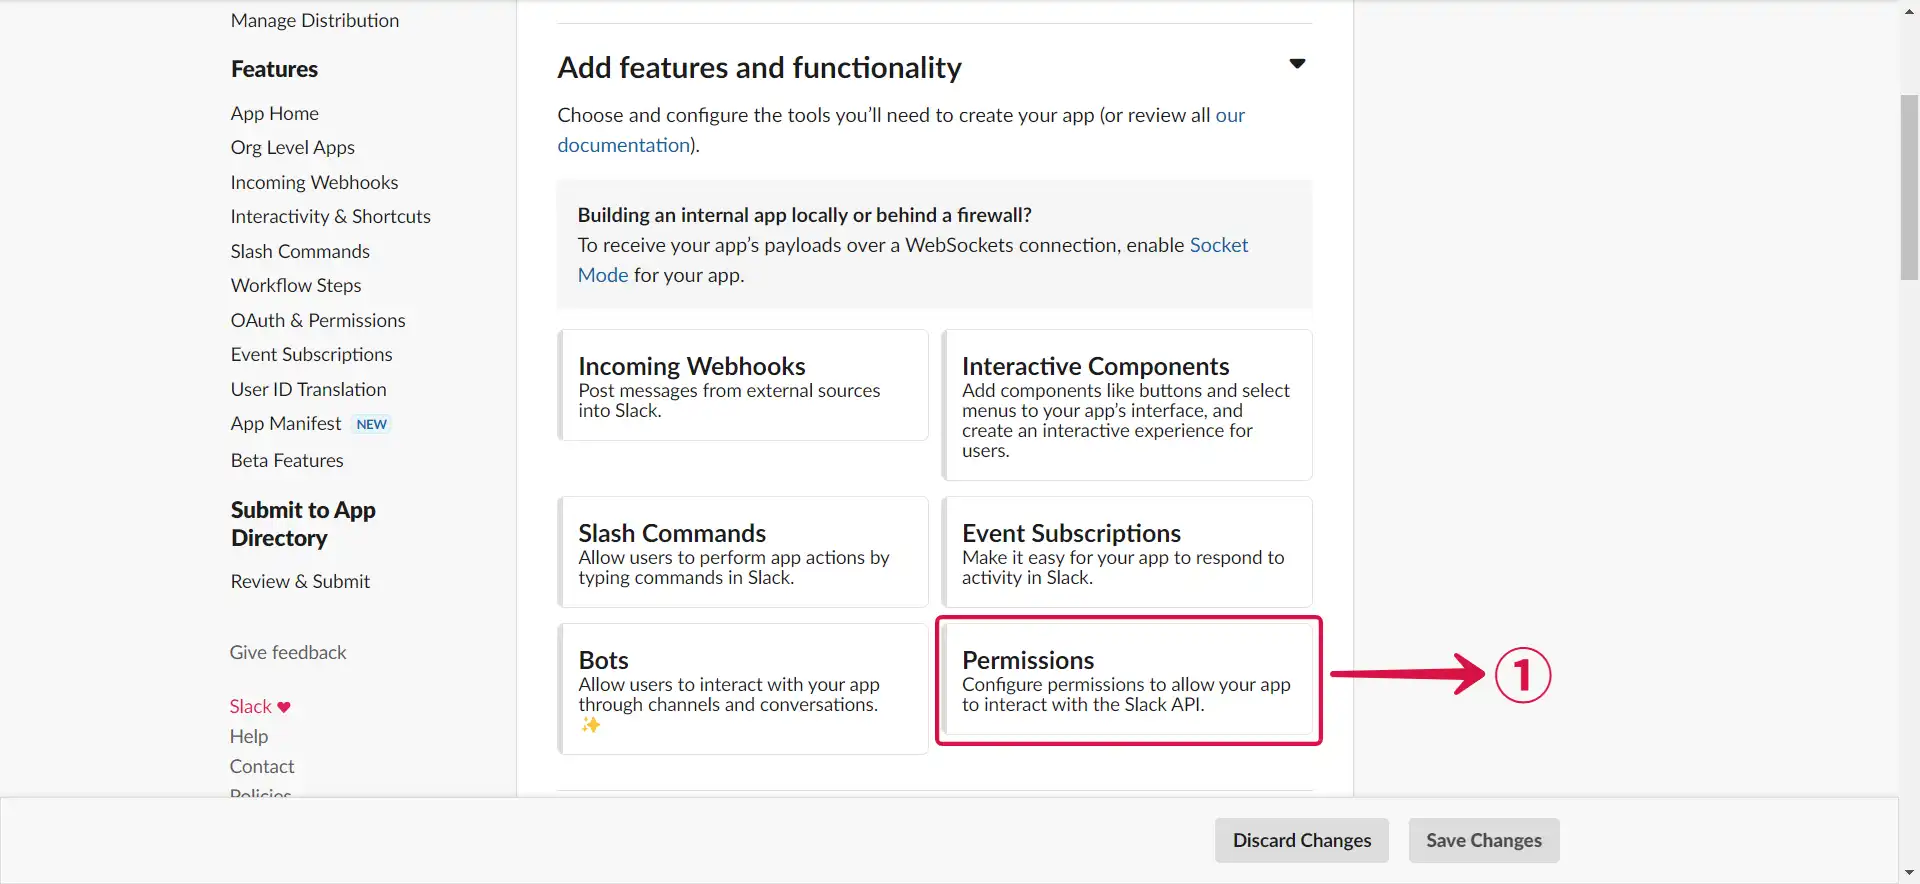 Manage Distribution
Features
App Home
Org Level Apps
Incoming Webhooks
Interactivity & Shortcuts
Slash Commands
Workflow Steps
OAuth & Permissions
Event Subscriptions
User ID Translation
App Manifest NEW
Beta Features
Submit to App
Directory
Review & Submit
Give feedback
Slack ♥
Help
Contact
Policies
Add features and functionality
Choose and configure the tools you’ll need to create your app (or review all our
documentation).
Building an internal app locally or behind a firewall?
To receive your app’s payloads over a WebSockets connection, enable Socket
Mode for your app.
Incoming Webhooks
Post messages from external sources
into Slack.
Interactive Components
Add components like buttons and select
menus to your app’s interface, and
create an interactive experience for
users.
Slash Commands
Allow users to perform app actions by
typing commands in Slack.
Event Subscriptions
Make it easy for your app to respond to
activity in Slack.
Bots
Allow users to interact with your app
through channels and conversations.
✨
Permissions
Configure permissions to allow your app
to interact with the Slack API.
1
Discard Changes
Save Changes